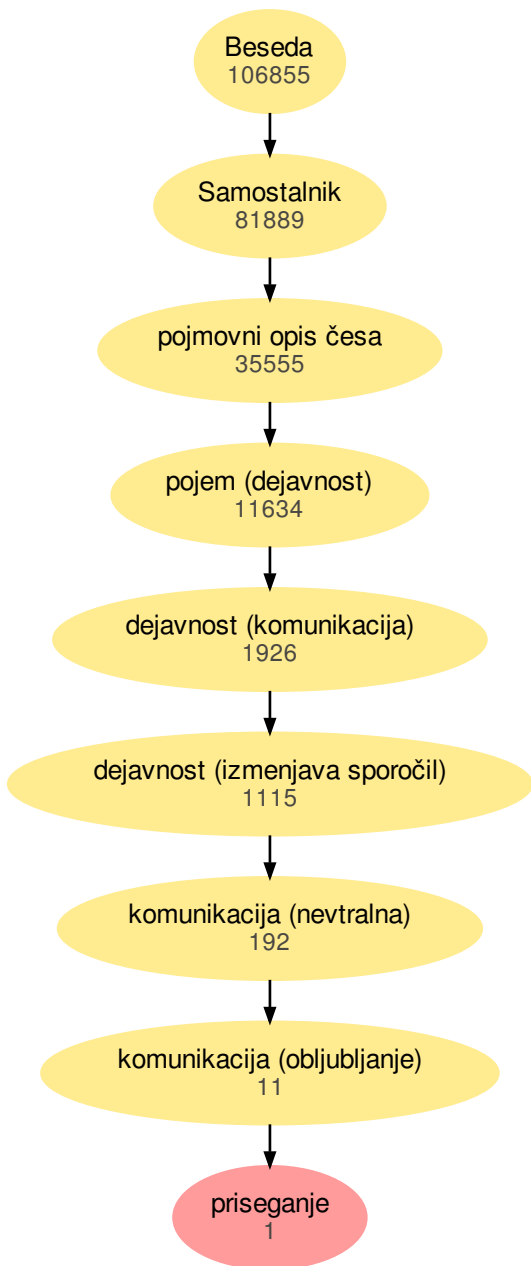 Beseda
106855
Samostalnik
81889
pojmovni opis česa
35555
pojem (dejavnost)
11634
dejavnost (komunikacija)
1926
dejavnost (izmenjava sporočil)
1115
komunikacija (nevtralna)
192
komunikacija (obljubljanje)
11
priseganje
1